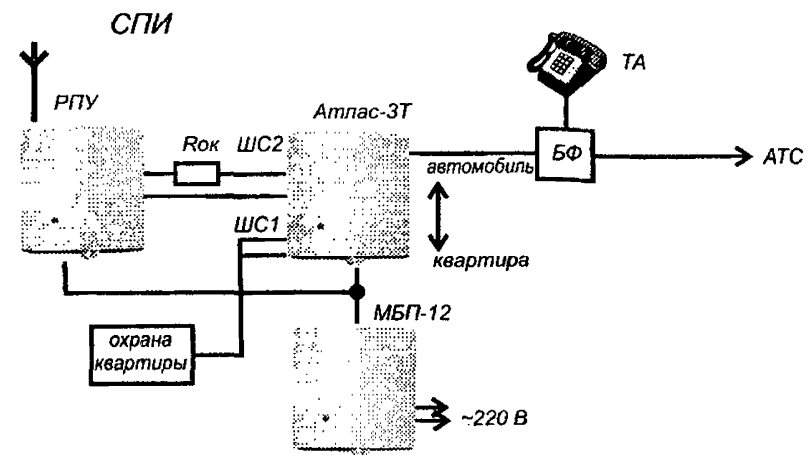 СПИ
ТА
РПУ
Атлас-3Т
Rок
ШС2
БФ
АТС
автомобиль
ШС1
квартира
МБП-12
охрана
квартиры
~220 В